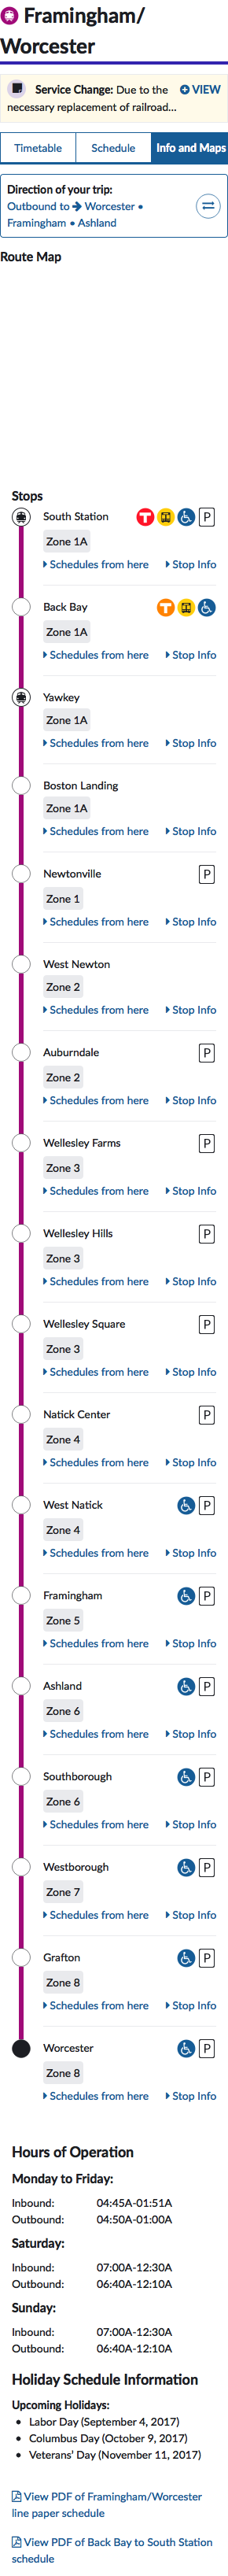 Framingham/
Worcester
Service Change: Due to the
VIEW
necessary replacement of railroad...
Timetable
Schedule
Info and Maps
Direction of your trip:
Outbound to → Worcester •
Framingham • Ashland
Route Map
Stops
South Station
T
P
Zone 1A
Schedules from here
Stop Info
Back Bay
T
Zone 1A
Schedules from here
Stop Info
Yawkey
Zone 1A
Schedules from here
Stop Info
Boston Landing
Zone 1A
Schedules from here
Stop Info
Newtonville
P
Zone 1
Schedules from here
Stop Info
West Newton
Zone 2
Schedules from here
Stop Info
Auburndale
P
Zone 2
Schedules from here
Stop Info
Wellesley Farms
P
Zone 3
Schedules from here
Stop Info
Wellesley Hills
P
Zone 3
Schedules from here
Stop Info
Wellesley Square
P
Zone 3
Schedules from here
Stop Info
Natick Center
P
Zone 4
Schedules from here
Stop Info
West Natick
P
Zone 4
Schedules from here
Stop Info
Framingham
P
Zone 5
Schedules from here
Stop Info
Ashland
P
Zone 6
Schedules from here
Stop Info
Southborough
P
Zone 6
Schedules from here
Stop Info
Westborough
P
Zone 7
Schedules from here
Stop Info
Grafton
P
Zone 8
Schedules from here
Stop Info
Worcester
P
Zone 8
Schedules from here
Stop Info
Hours of Operation
Monday to Friday:
Inbound: 04:45A-01:51A
Outbound: 04:50A-01:00A
Saturday:
Inbound: 07:00A-12:30A
Outbound: 06:40A-12:10A
Sunday:
Inbound: 07:00A-12:30A
Outbound: 06:40A-12:10A
Holiday Schedule Information
Upcoming Holidays:
• Labor Day (September 4, 2017)
• Columbus Day (October 9, 2017)
• Veterans’ Day (November 11, 2017)
View PDF of Framingham/Worcester
line paper schedule
View PDF of Back Bay to South Station
schedule